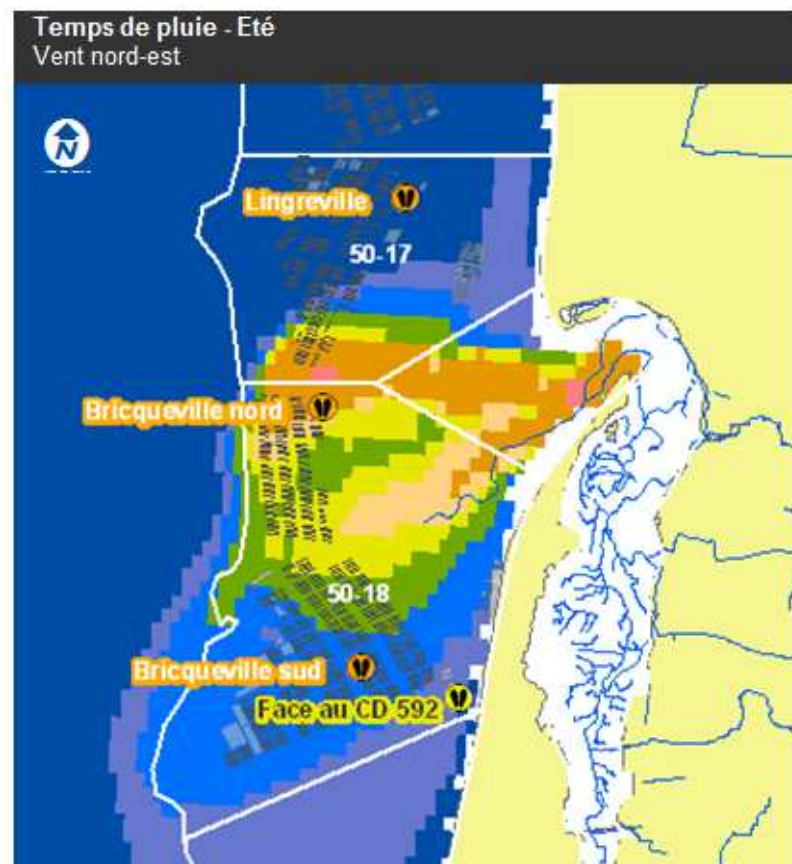 Temps de pluie - Eté
Vent nord-est
N
Lingreville
50-17
Bricqueville nord
50-18
Bricqueville sud
Face au CD 592